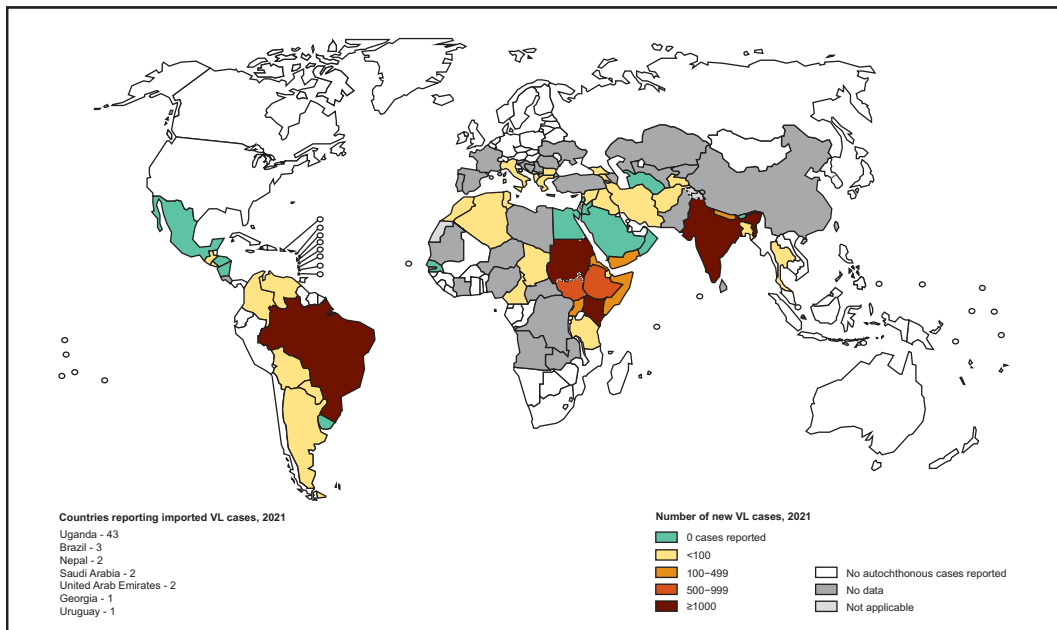 Countries reporting imported VL cases, 2021
Uganda - 43
Brazil - 3
Nepal - 2
Saudi Arabia - 2
United Arab Emirates - 2
Georgia - 1
Uruguay - 1
Number of new VL cases, 2021
0 cases reported
<100
100–499
500–999
≥1000
No autochthonous cases reported
No data
Not applicable